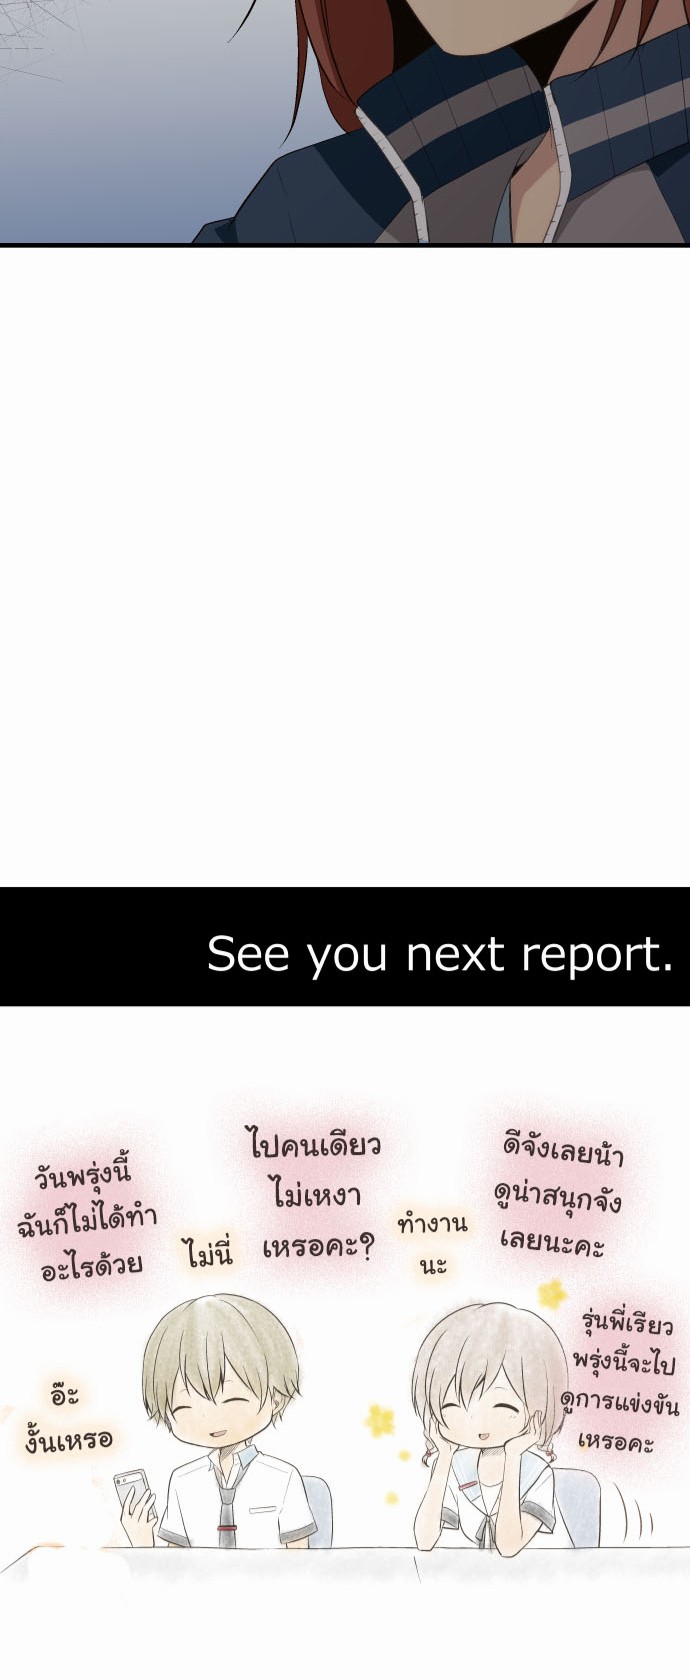 See you next report.
รุ่นพี่เรียว
พรุ่งนี้จะไป
ดูการแข่งขัน
เหรอคะ
ดีจังเลยน้า
ดูน่าสนุกจัง
เลยนะคะ
ทำงาน
นะ
ไปคนเดียว
ไม่เหงา
เหรอคะ?
ไม่นี่
วันพรุ่งนี้
ฉันก็ไม่ได้ทำ
อะไรด้วย
อ๊ะ
งั้นเหรอ